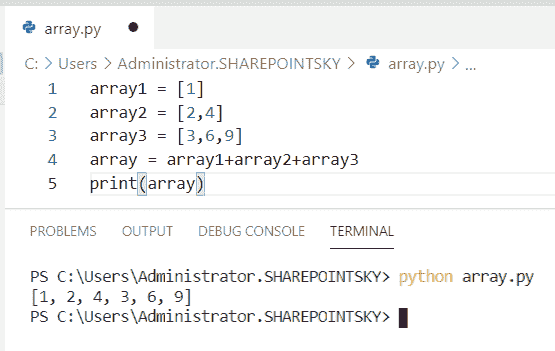 array.py
C: > Users > Administrator.SHAREPOINTSKY > array.py > ...
1 array1 = [1]
2 array2 = [2,4]
3 array3 = [3,6,9]
4 array = array1+array2+array3
5 print(array)
PROBLEMS OUTPUT DEBUG CONSOLE TERMINAL
PS C:\Users\Administrator.SHAREPOINTSKY> python array.py
[1, 2, 4, 3, 6, 9]
PS C:\Users\Administrator.SHAREPOINTSKY>